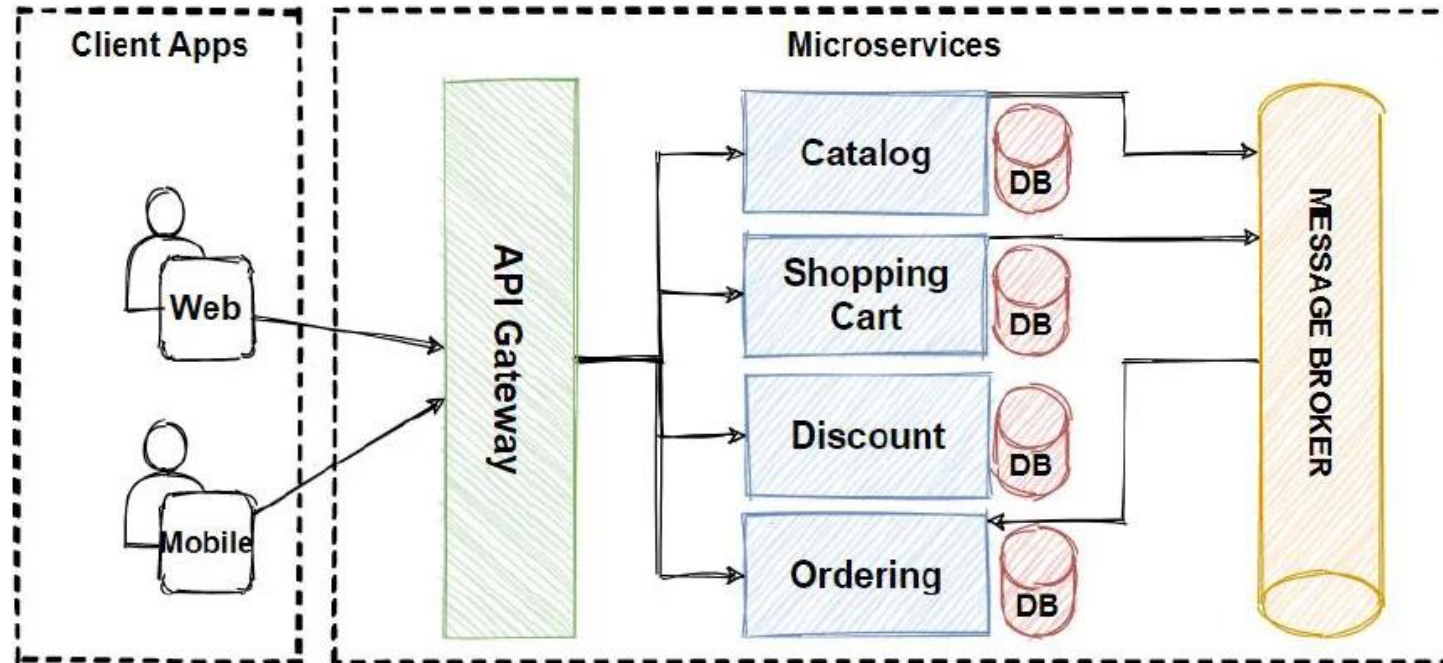 Client Apps
Microservices
Web
Mobile
API Gateway
Catalog
DB
Shopping
Cart
DB
Discount
DB
Ordering
DB
MESSAGE BROKER